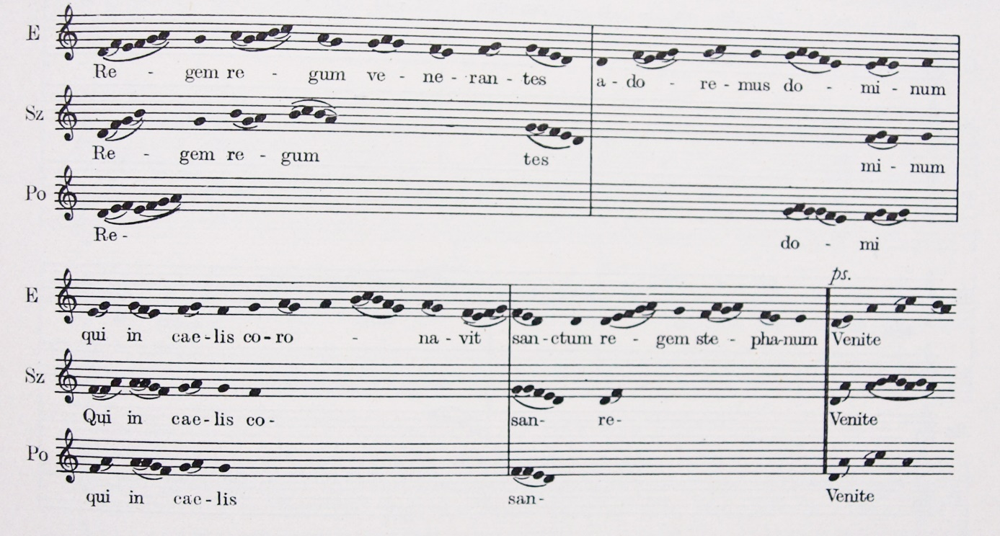 E
Re - gem re - gum ve - ne - ran - tes a - do - re - mus do - mi - num
Sz
Re - gem re - gum tes mi - num
Po
Re - do - mi
ps.
E
qui in cae - lis co - ro - na - vit san - ctum re - gem ste - pha - num Venite
Sz
Qui in cae - lis co - san - re - Venite
Po
qui in cae - lis san - Venite